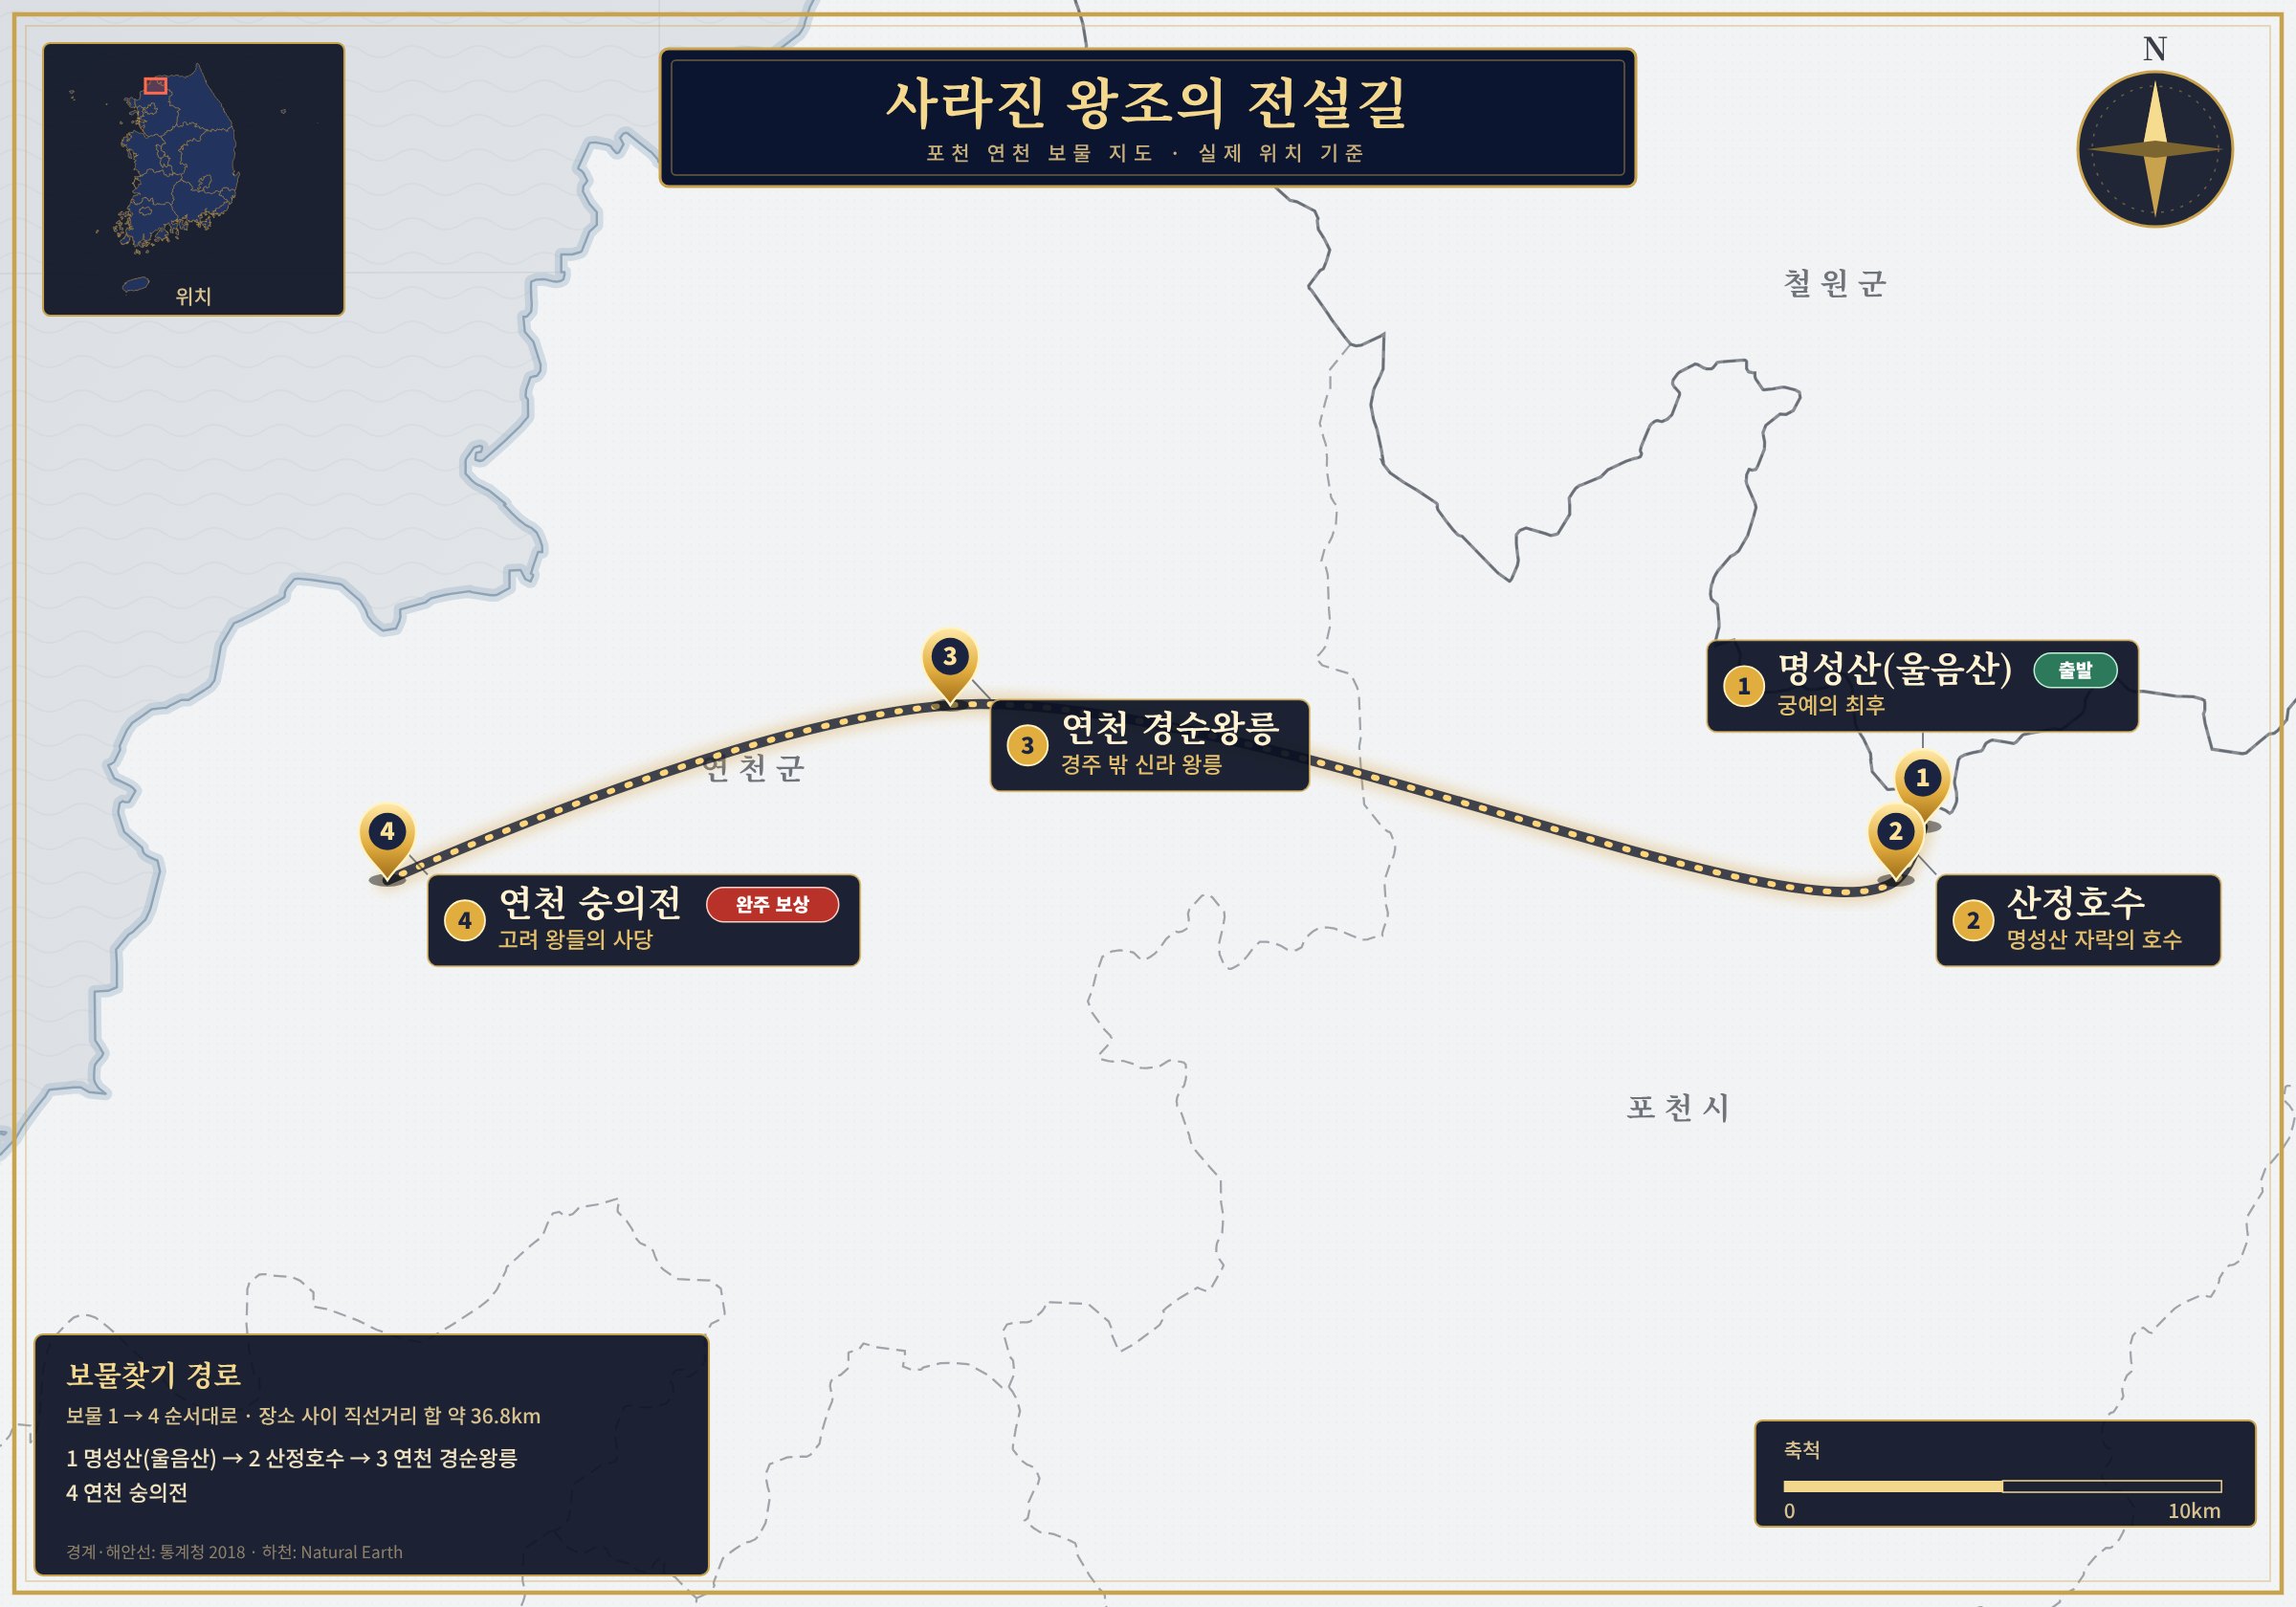 사라진 왕조의 전설길
포천 연천 보물 지도 · 실제 위치 기준
N
위치
철원군
연천군
포천시
1
명성산(울음산)
출발
궁예의 최후
1
2
2
산정호수
명성산 자락의 호수
3
3
연천 경순왕릉
경주 밖 신라 왕릉
4
4
연천 숭의전
완주 보상
고려 왕들의 사당
보물찾기 경로
보물 1 → 4 순서대로 · 장소 사이 직선거리 합 약 36.8km
1 명성산(울음산) → 2 산정호수 → 3 연천 경순왕릉
4 연천 숭의전
경계·해안선: 통계청 2018 · 하천: Natural Earth
축척
0
10km